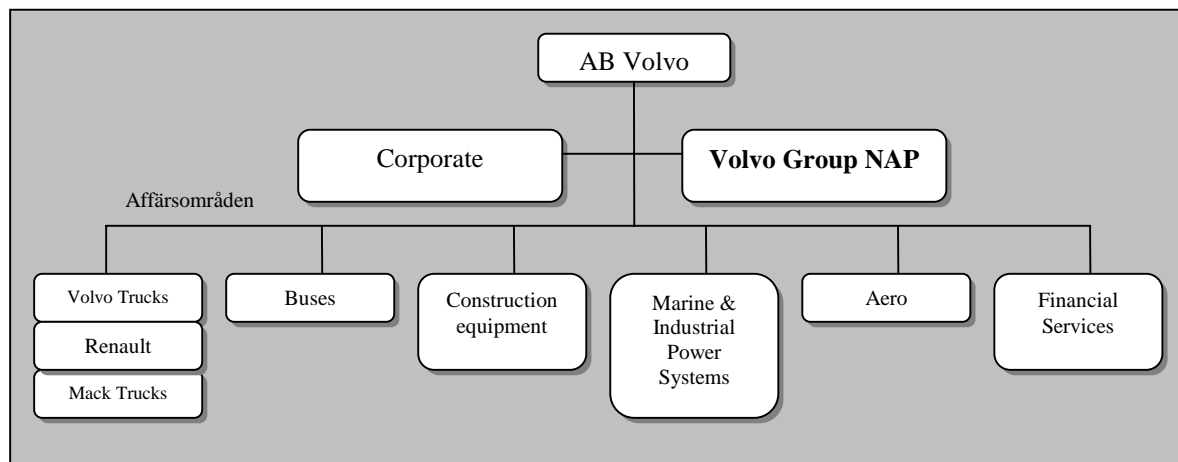 AB Volvo
Corporate
Volvo Group NAP
Affärsområden
Volvo Trucks
Renault
Mack Trucks
Buses
Construction
equipment
Marine &
Industrial
Power
Systems
Aero
Financial
Services